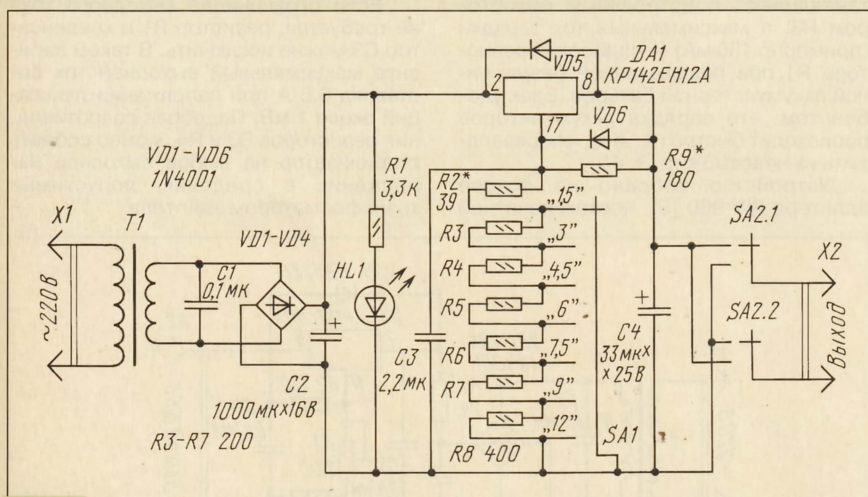 VD5
DA1
КР142ЕН12А
2
8
17
VD6
VD1-VD6
1N4001
R1
3,3к
R2*
39
R9*
180
„1,5”
X1
T1
VD1-VD4
R3
„3”
SA2.1
C1
0,1мк
HL1
R4
„4,5”
X2
~220В
R5
„6”
+
+
C4
33мк×
×25В
SA2.2
C2
1000мк×16В
C3
2,2мк
R6
„7,5”
R7
„9”
Выход
R3-R7 200
„12”
R8 400
SA1